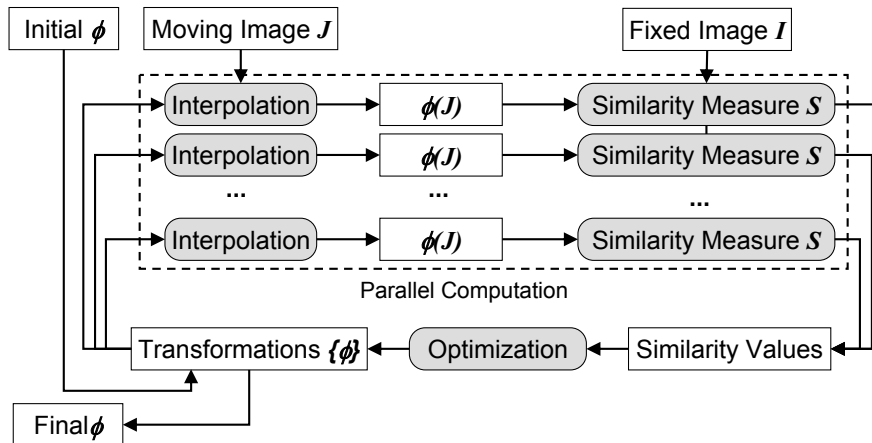 Initial ϕ
Moving Image J
Fixed Image I
Interpolation
ϕ(J)
Similarity Measure S
Interpolation
ϕ(J)
Similarity Measure S
...
...
...
Interpolation
ϕ(J)
Similarity Measure S
Parallel Computation
Transformations {ϕ}
Optimization
Similarity Values
Finalϕ